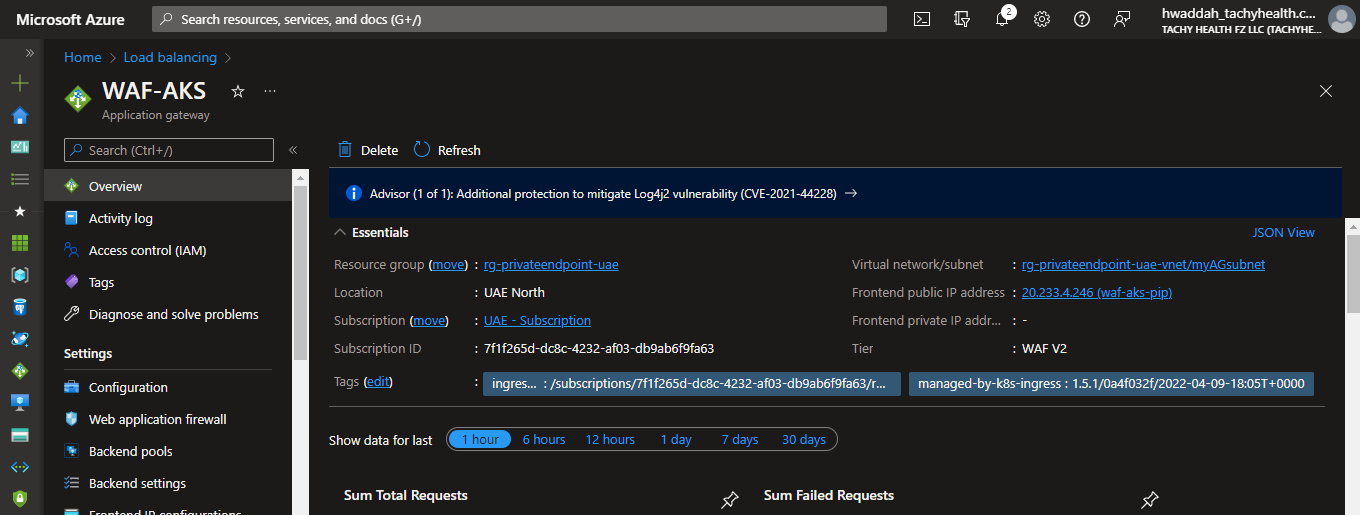 Microsoft Azure
Search resources, services, and docs (G+/)
2
hwaddah_tachyhealth.c...
TACHY HEALTH FZ LLC (TACHYHE...
Home > Load balancing >
WAF-AKS
Application gateway
Search (Ctrl+/)
Overview
Activity log
Access control (IAM)
Tags
Diagnose and solve problems
Settings
Configuration
Web application firewall
Backend pools
Backend settings
Frontend IP configurations
Delete
Refresh
Advisor (1 of 1): Additional protection to mitigate Log4j2 vulnerability (CVE-2021-44228) →
Essentials
JSON View
Resource group (move) : rg-privateendpoint-uae
Location : UAE North
Subscription (move) : UAE - Subscription
Subscription ID : 7f1f265d-dc8c-4232-af03-db9ab6f9fa63
Virtual network/subnet : rg-privateendpoint-uae-vnet/myAGsubnet
Frontend public IP address : 20.233.4.246 (waf-aks-pip)
Frontend private IP addr... : -
Tier : WAF V2
Tags (edit) : ingres... : /subscriptions/7f1f265d-dc8c-4232-af03-db9ab6f9fa63/r... managed-by-k8s-ingress : 1.5.1/0a4f032f/2022-04-09-18:05T+0000
Show data for last 1 hour 6 hours 12 hours 1 day 7 days 30 days
Sum Total Requests
Sum Failed Requests